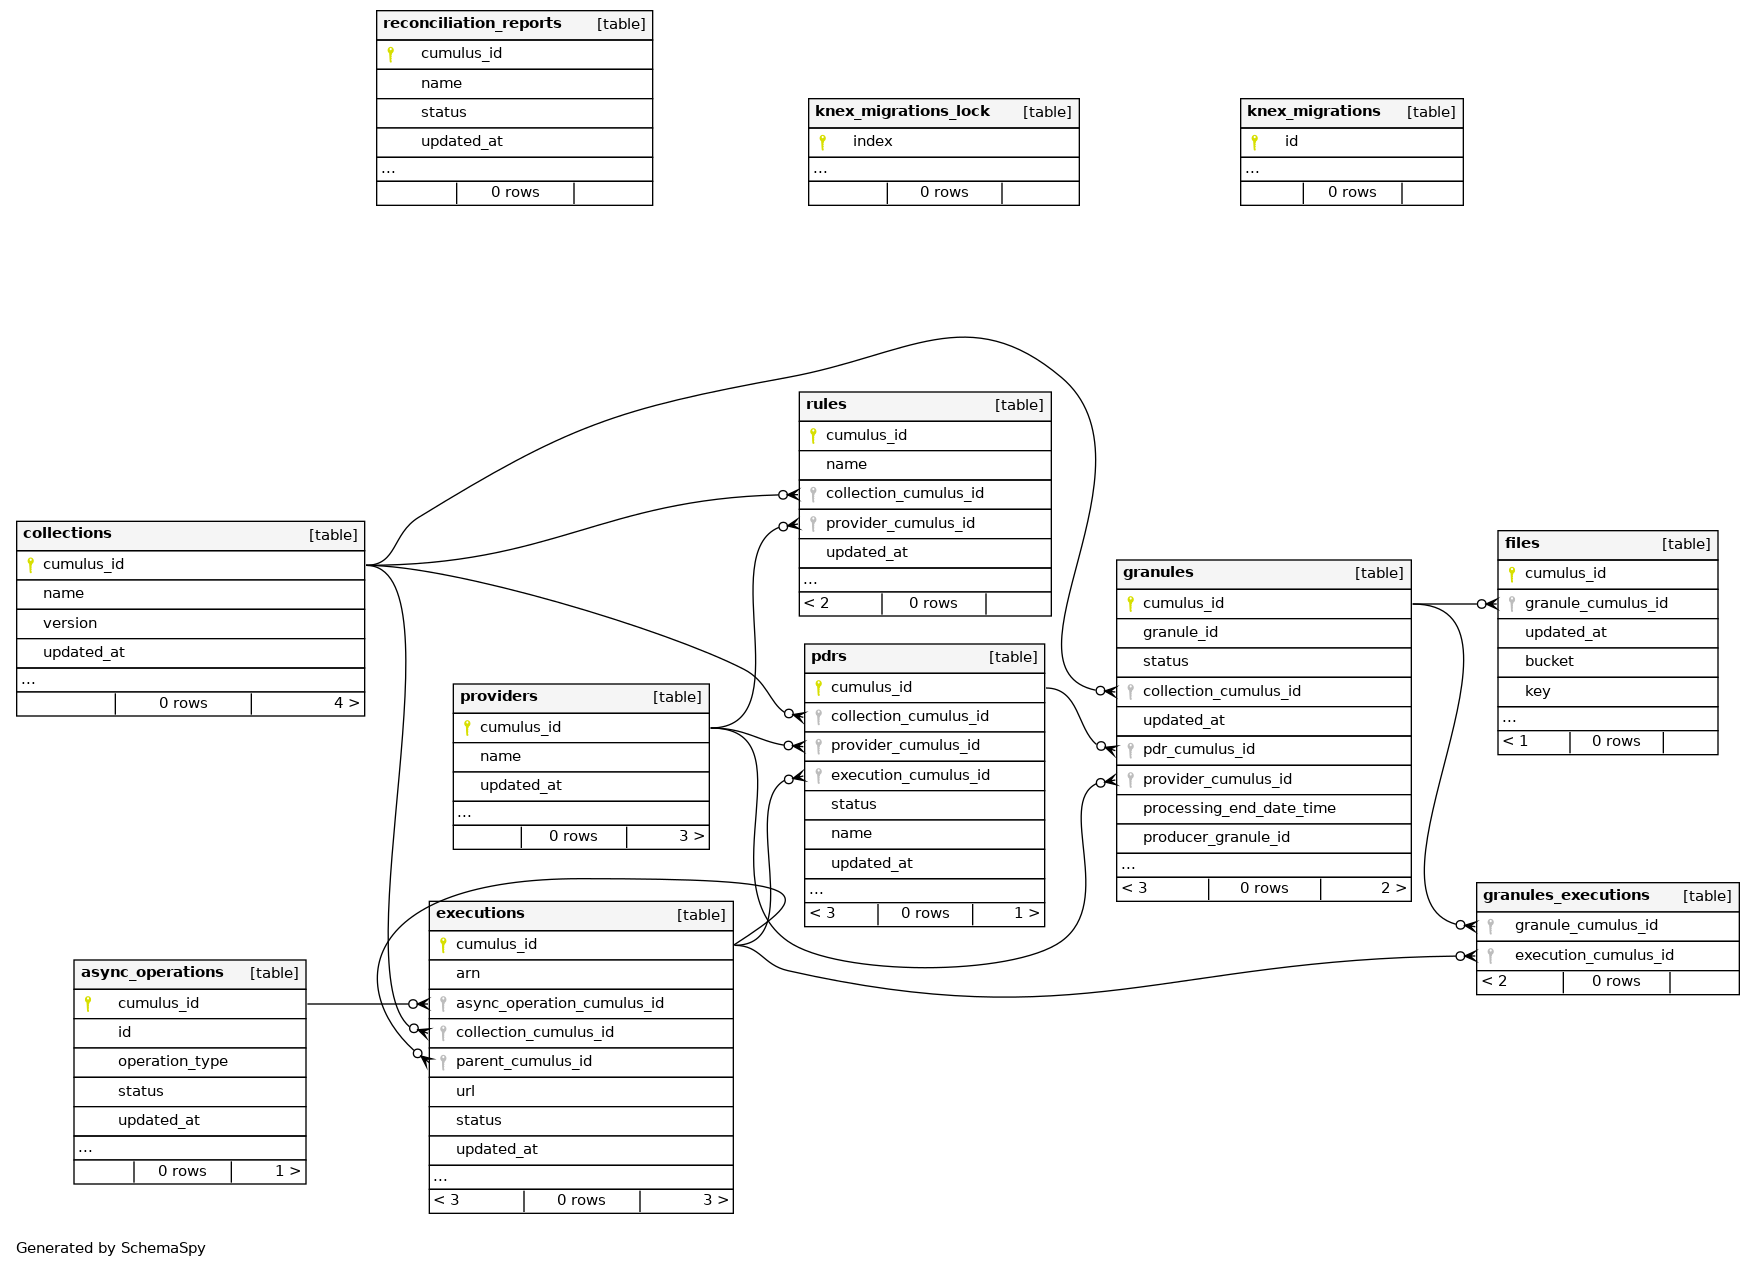 reconciliation_reports [table]
cumulus_id
name
status
updated_at
...
0 rows
knex_migrations_lock [table]
index
...
0 rows
knex_migrations [table]
id
...
0 rows
rules [table]
cumulus_id
name
collection_cumulus_id
provider_cumulus_id
updated_at
...
< 2 0 rows
collections [table]
cumulus_id
name
version
updated_at
...
0 rows 4 >
providers [table]
cumulus_id
name
updated_at
...
0 rows 3 >
pdrs [table]
cumulus_id
collection_cumulus_id
provider_cumulus_id
execution_cumulus_id
status
name
updated_at
...
< 3 0 rows 1 >
granules [table]
cumulus_id
granule_id
status
collection_cumulus_id
updated_at
pdr_cumulus_id
provider_cumulus_id
processing_end_date_time
producer_granule_id
...
< 3 0 rows 2 >
files [table]
cumulus_id
granule_cumulus_id
updated_at
bucket
key
...
< 1 0 rows
granules_executions [table]
granule_cumulus_id
execution_cumulus_id
< 2 0 rows
executions [table]
cumulus_id
arn
async_operation_cumulus_id
collection_cumulus_id
parent_cumulus_id
url
status
updated_at
...
< 3 0 rows 3 >
async_operations [table]
cumulus_id
id
operation_type
status
updated_at
...
0 rows 1 >
Generated by SchemaSpy